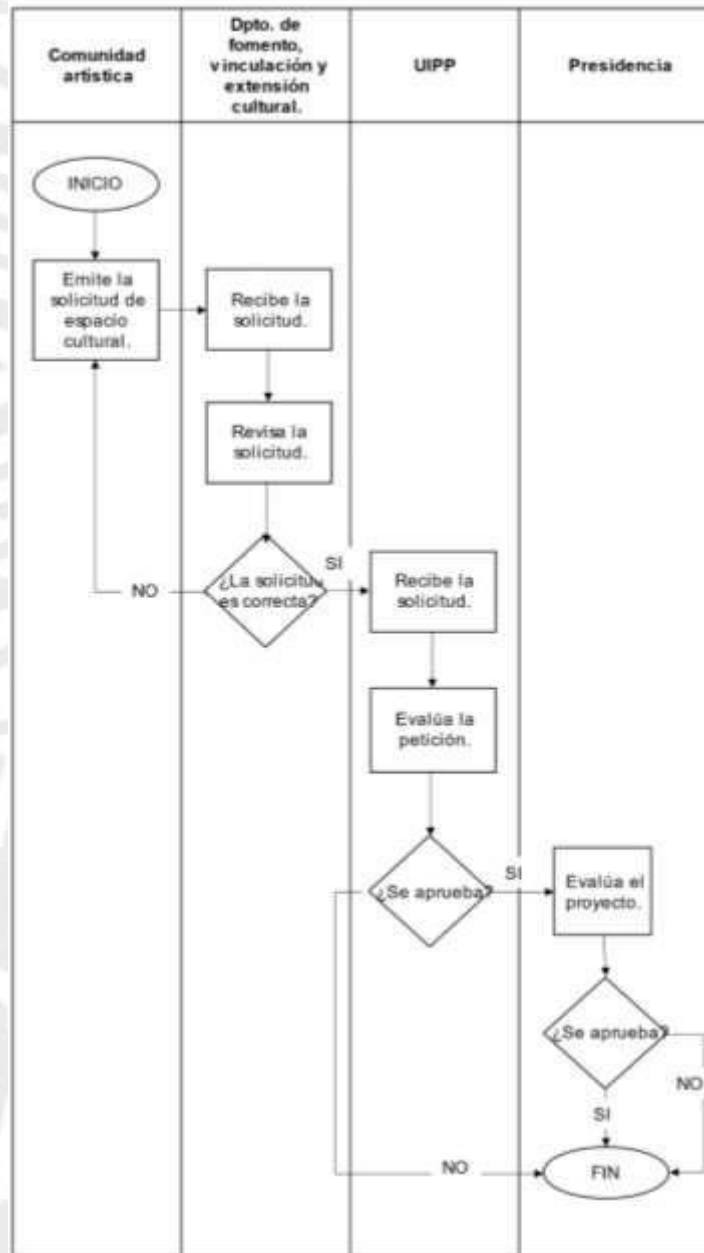 Comunidad
artística
Dpto. de
fomento,
vinculación y
extensión
cultural.
UIPP
Presidencia
INICIO
Emite la
solicitud de
espacio
cultural.
Recibe la
solicitud.
Revisa la
solicitud.
¿La solicitud
es correcta?
NO
SI
Recibe la
solicitud.
Evalúa la
petición.
¿Se aprueba?
SI
Evalúa el
proyecto.
¿Se aprueba?
NO
SI
NO
FIN